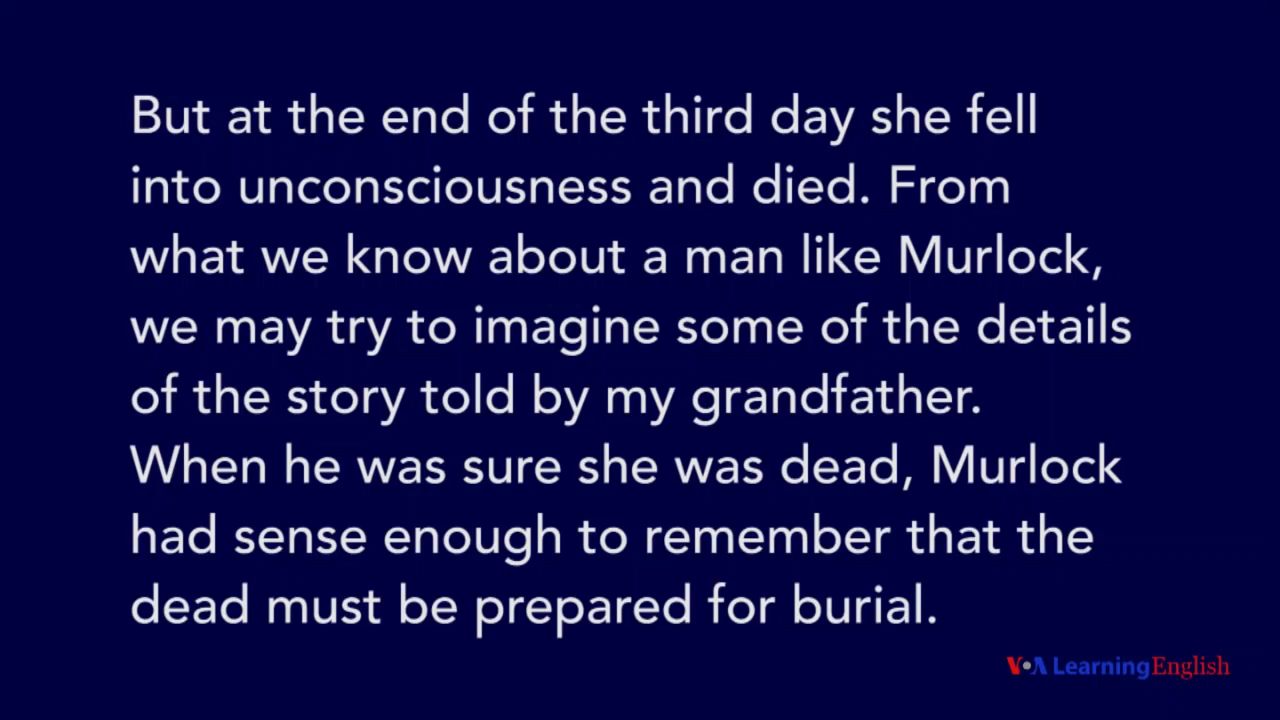 But at the end of the third day she fell
into unconsciousness and died. From
what we know about a man like Murlock,
we may try to imagine some of the details
of the story told by my grandfather.
When he was sure she was dead, Murlock
had sense enough to remember that the
dead must be prepared for burial.
VOA Learning English